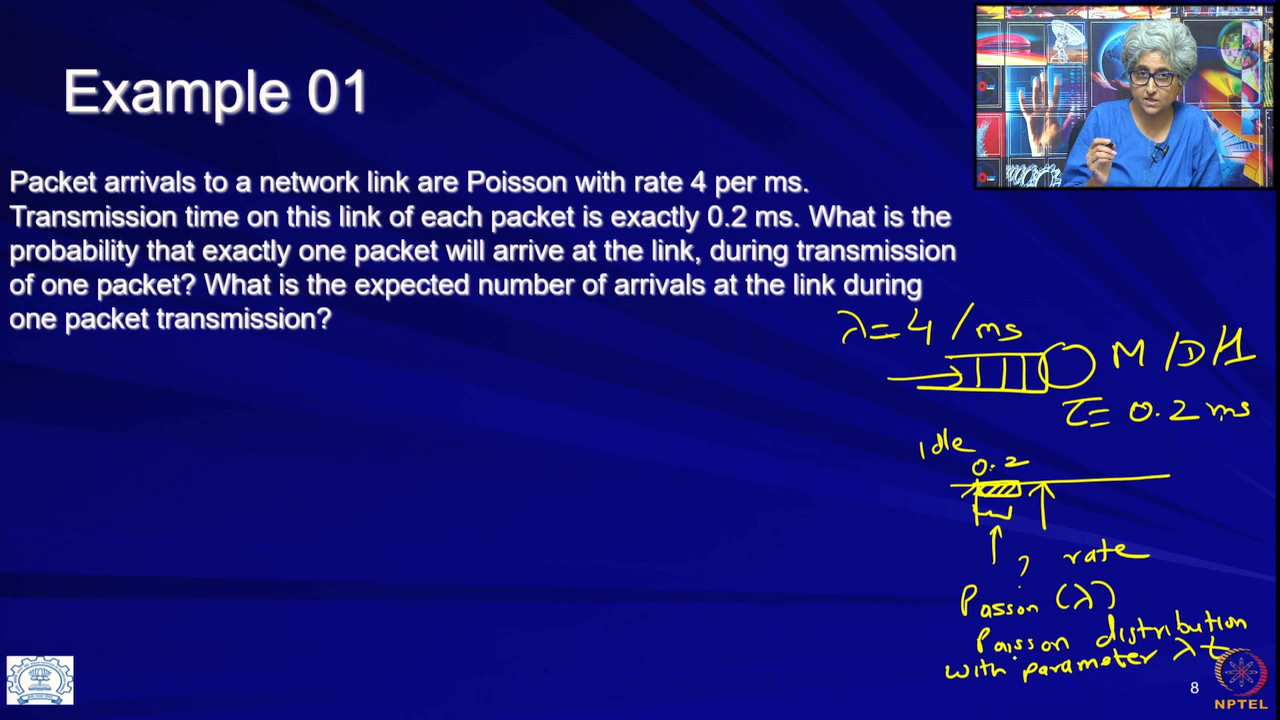 Example 01
Packet arrivals to a network link are Poisson with rate 4 per ms.
Transmission time on this link of each packet is exactly 0.2 ms. What is the
probability that exactly one packet will arrive at the link, during transmission
of one packet? What is the expected number of arrivals at the link during
one packet transmission?
λ = 4 /ms
M/D/1
τ = 0.2 ms
idle
0.2
? rate
Passon (λ)
Paisson distribution
with parameter λt
8
NPTEL